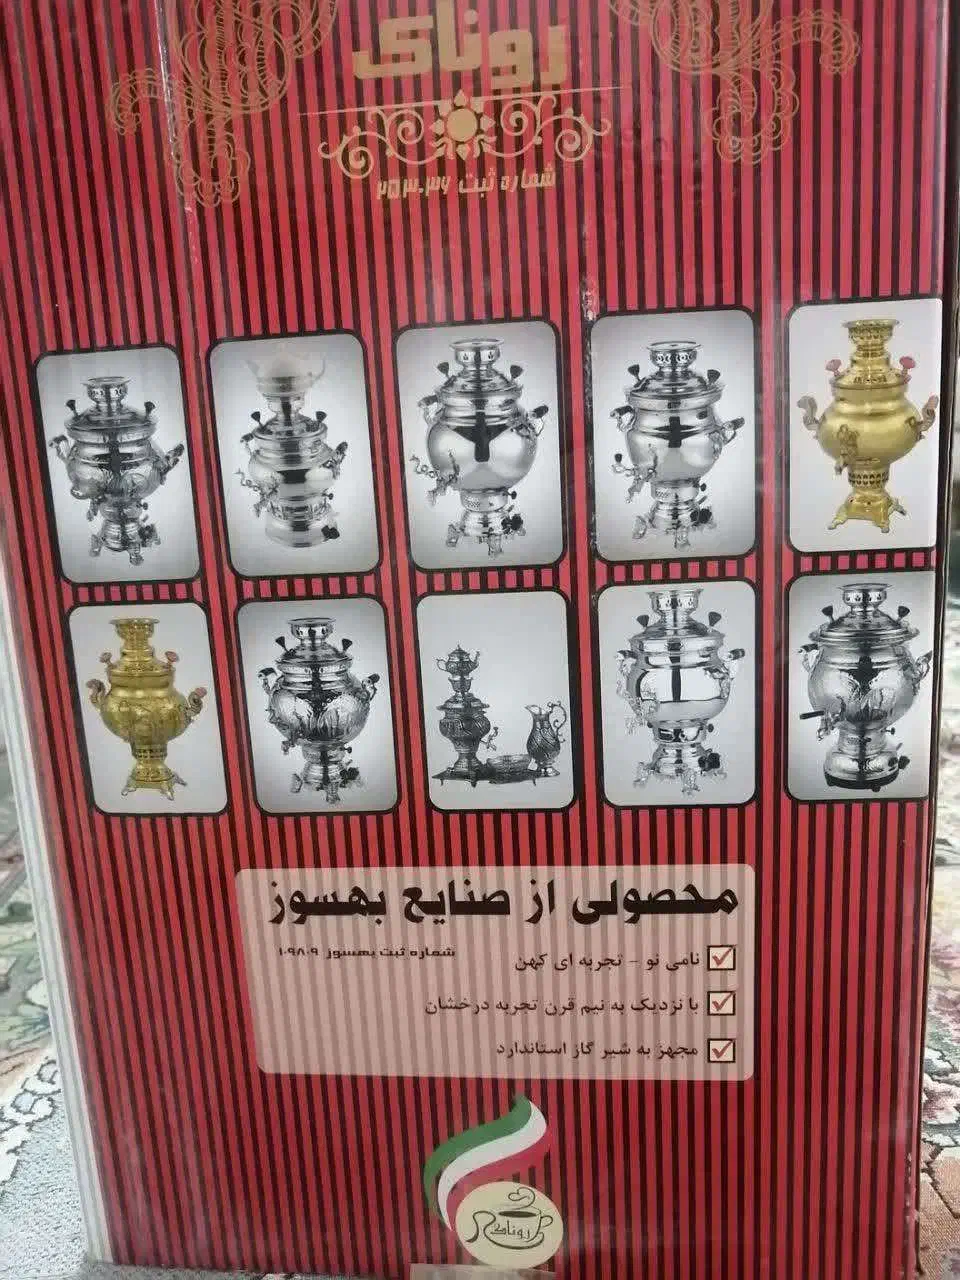 روناک
شماره ثبت ۲۵۳۰۳۶
محصولی از صنایع بهسوز
شماره ثبت بهسوز ۱۰۹۸۰۹
نامی نو - تجربه ای کهن
با نزدیک به نیم قرن تجربه درخشان
مجهز به شیر گاز استاندارد
روناک